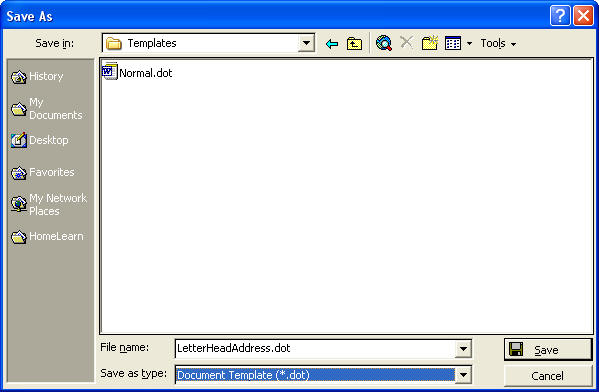 Save As
Save in:
Templates
Tools
History
My
Documents
Desktop
Favorites
My Network
Places
HomeLearn
Normal.dot
File name:
LetterHeadAddress.dot
Save
Save as type:
Document Template (*.dot)
Cancel